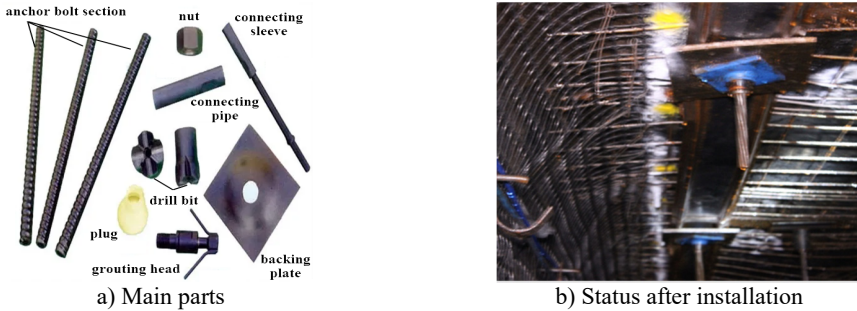 anchor bolt section
nut
connecting
sleeve
connecting
pipe
drill bit
plug
grouting head
backing
plate
a) Main parts
b) Status after installation